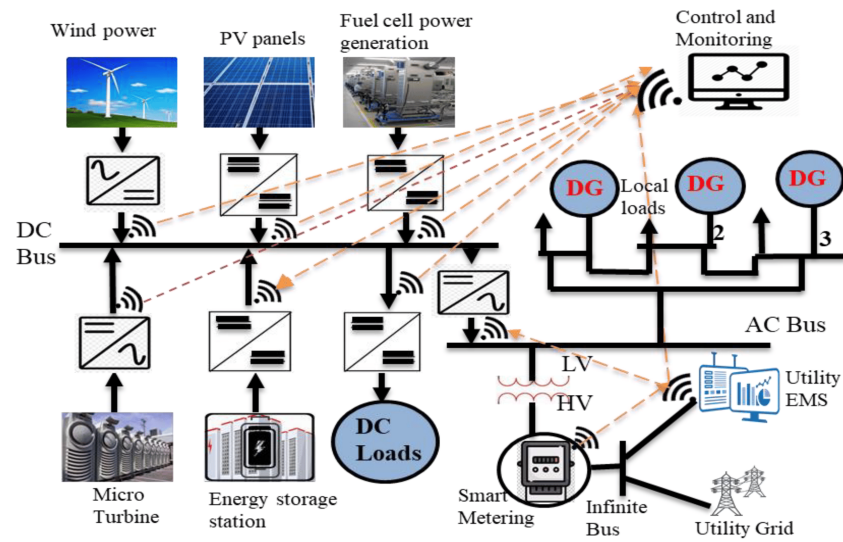 Wind power
PV panels
Fuel cell power
generation
Control and
Monitoring
DG
DG
DG
Local
loads
2
3
DC
Bus
AC Bus
LV
HV
Utility
EMS
DC
Loads
Micro
Turbine
Energy storage
station
Smart
Metering
Infinite
Bus
Utility Grid